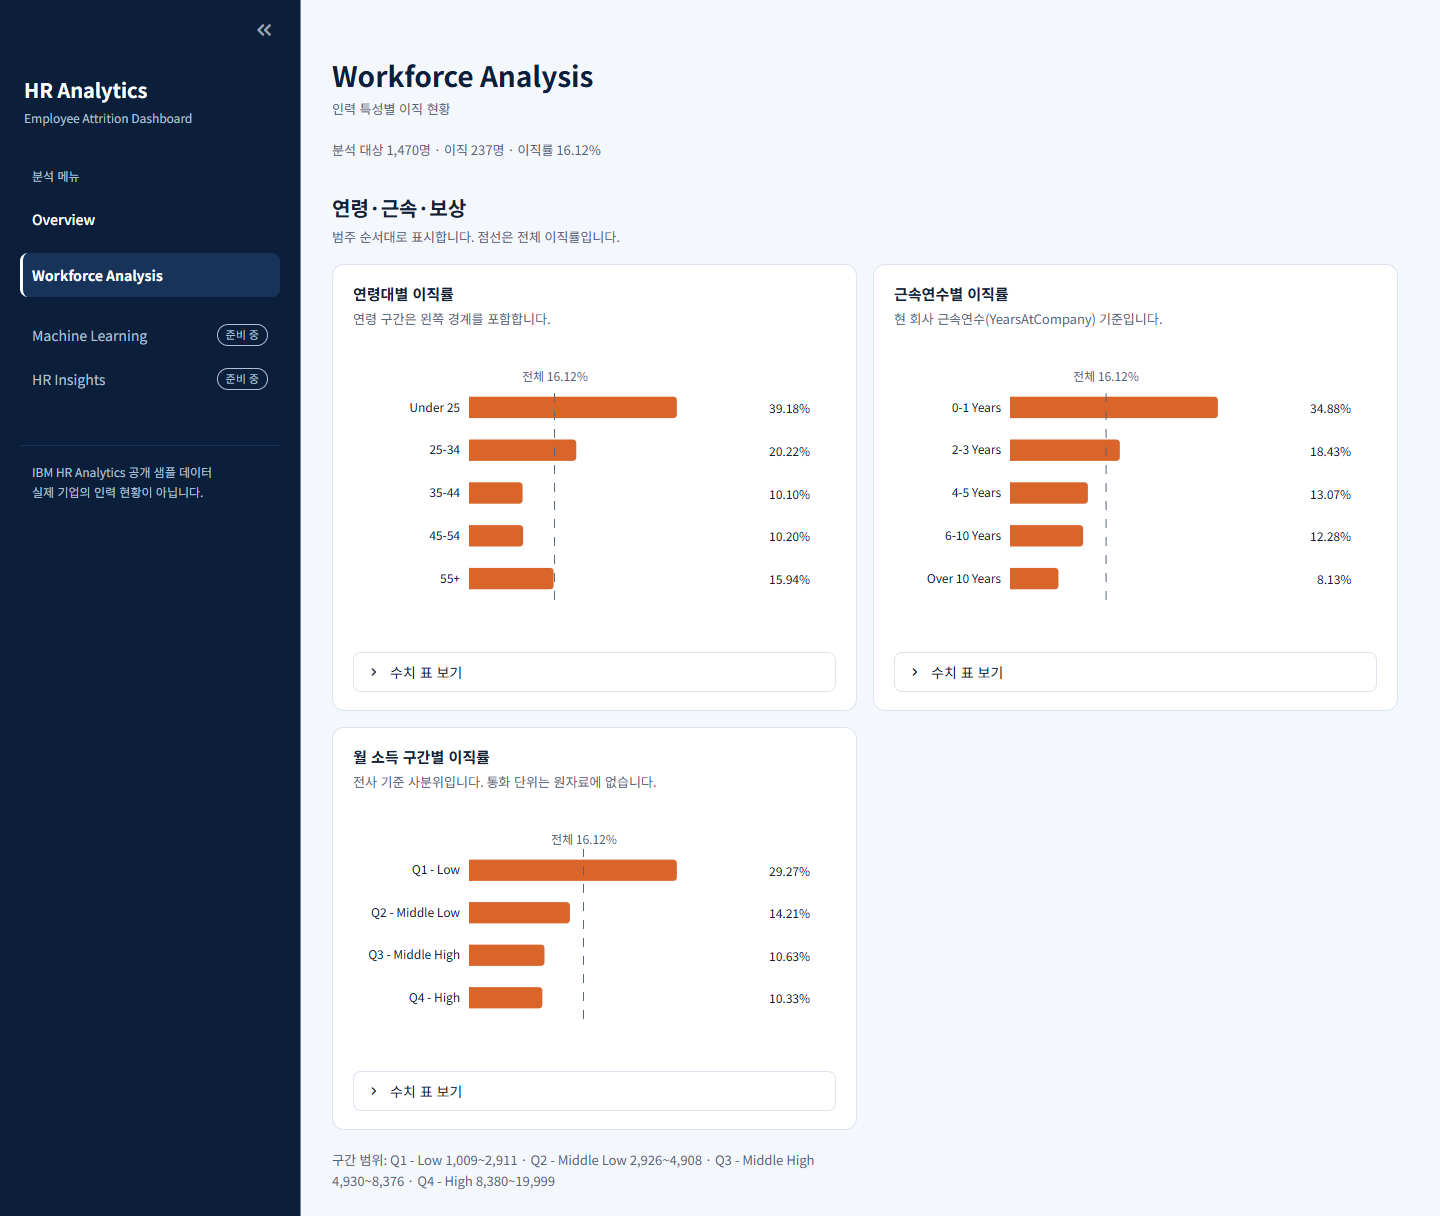 HR Analytics
Employee Attrition Dashboard
분석 메뉴
Overview
Workforce Analysis
Machine Learning 준비 중
HR Insights 준비 중
IBM HR Analytics 공개 샘플 데이터
실제 기업의 인력 현황이 아닙니다.
Workforce Analysis
인력 특성별 이직 현황
분석 대상 1,470명 · 이직 237명 · 이직률 16.12%
연령·근속·보상
범주 순서대로 표시합니다. 점선은 전체 이직률입니다.
연령대별 이직률
연령 구간은 왼쪽 경계를 포함합니다.
전체 16.12%
Under 25 39.18%
25-34 20.22%
35-44 10.10%
45-54 10.20%
55+ 15.94%
수치 표 보기
근속연수별 이직률
현 회사 근속연수(YearsAtCompany) 기준입니다.
전체 16.12%
0-1 Years 34.88%
2-3 Years 18.43%
4-5 Years 13.07%
6-10 Years 12.28%
Over 10 Years 8.13%
수치 표 보기
월 소득 구간별 이직률
전사 기준 사분위입니다. 통화 단위는 원자료에 없습니다.
전체 16.12%
Q1 - Low 29.27%
Q2 - Middle Low 14.21%
Q3 - Middle High 10.63%
Q4 - High 10.33%
수치 표 보기
구간 범위: Q1 - Low 1,009~2,911 · Q2 - Middle Low 2,926~4,908 · Q3 - Middle High
4,930~8,376 · Q4 - High 8,380~19,999